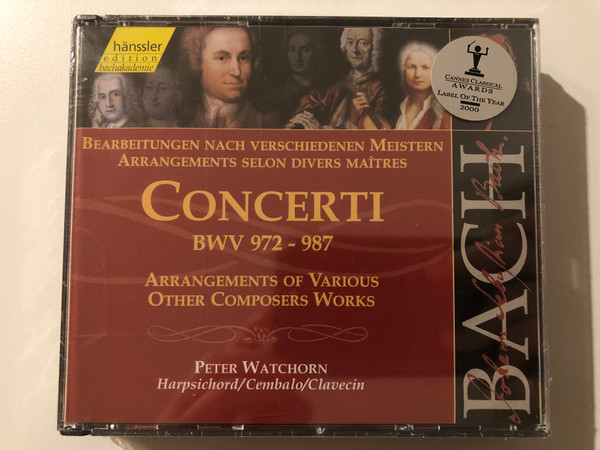 hänssler
edition
bachakademie
CANNES CLASSICAL
AWARDS
LABEL OF THE YEAR
2000
BEARBEITUNGEN NACH VERSCHIEDENEN MEISTERN
ARRANGEMENTS SELON DIVERS MAÎTRES
CONCERTI
BWV 972 - 987
ARRANGEMENTS OF VARIOUS
OTHER COMPOSERS WORKS
PETER WATCHORN
Harpsichord/Cembalo/Clavecin
BACH